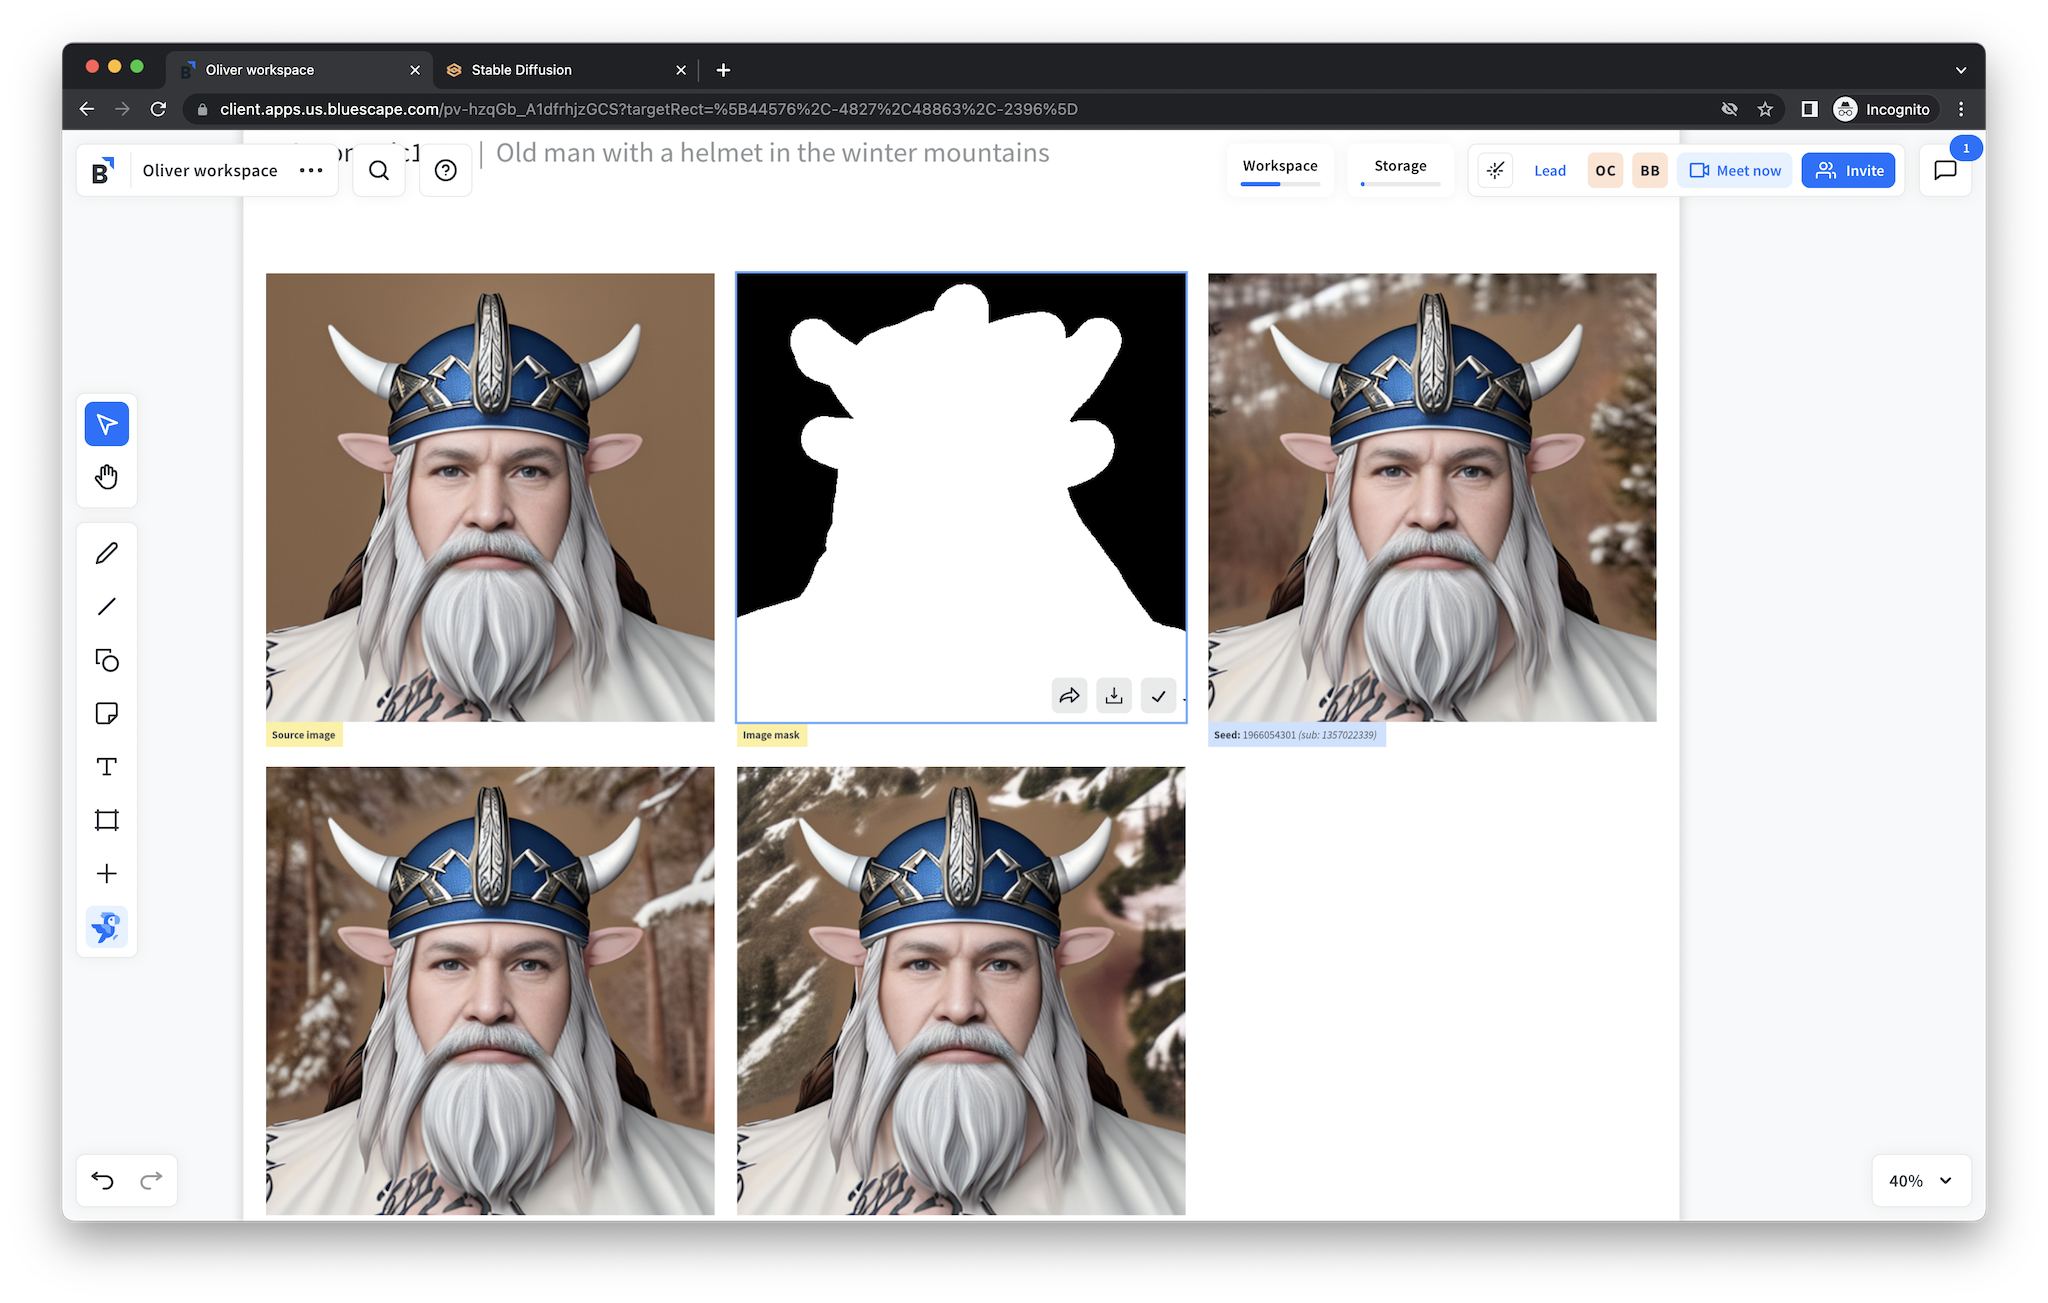 Oliver workspace
Stable Diffusion
client.apps.us.bluescape.com/pv-hzqGb_A1dfrhjzGCS?targetRect=%5B44576%2C-4827%2C48863%2C-2396%5D
Incognito
B
Oliver workspace
| Old man with a helmet in the winter mountains
Workspace
Storage
Lead
OC
BB
Meet now
Invite
1
Source image
Image mask
Seed: 1966054301 (sub: 1357022339)
T
40%